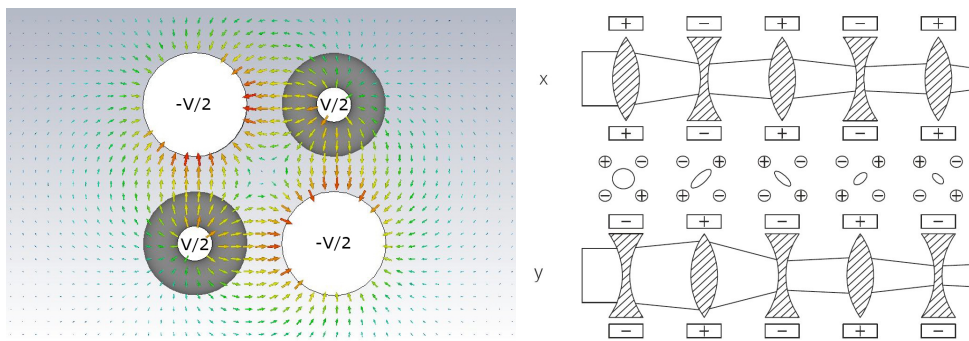 -V/2
V/2
V/2
-V/2
+ − + − +
x
+ − + − +
+ − − + + − − + + −
− + + − − + + − − +
− + − + −
y
− + − + −